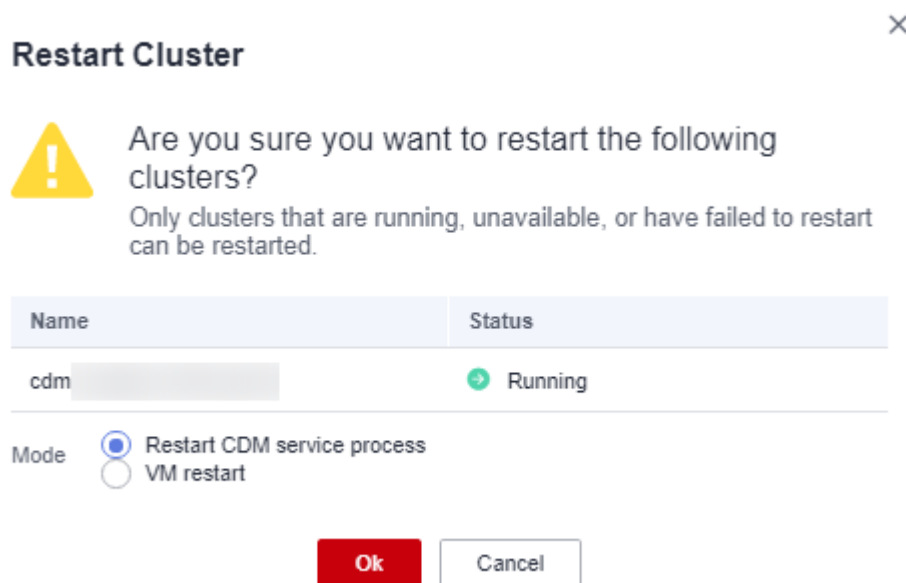 Restart Cluster
Are you sure you want to restart the following
clusters?
Only clusters that are running, unavailable, or have failed to restart
can be restarted.
Name Status
cdm Running
Mode Restart CDM service process
VM restart
Ok Cancel